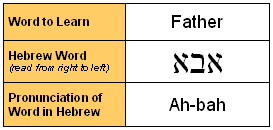 Word to Learn
Father
Hebrew Word
(read from right to left)
אבא
Pronunciation of
Word in Hebrew
Ah-bah